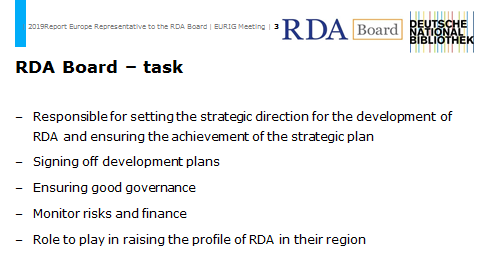 2019Report Europe Representative to the RDA Board | EURIG Meeting | 3
RDA Board
DEUTSCHE
NATIONAL
BIBLIOTHEK
RDA Board – task
– Responsible for setting the strategic direction for the development of
RDA and ensuring the achievement of the strategic plan
– Signing off development plans
– Ensuring good governance
– Monitor risks and finance
– Role to play in raising the profile of RDA in their region